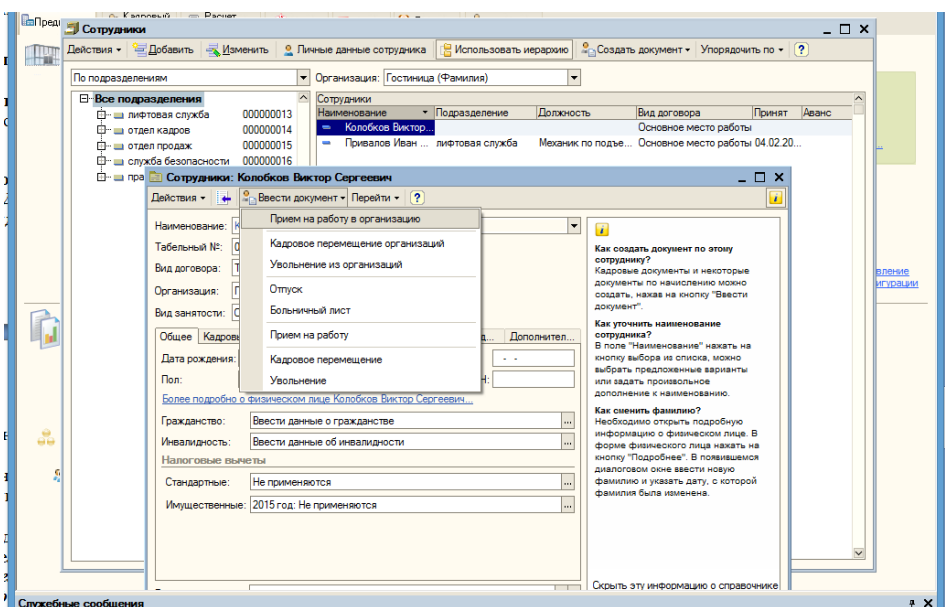 Сотрудники
Действия Добавить Изменить Личные данные сотрудника Использовать иерархию Создать документ Упорядочить по ?
По подразделениям Организация: Гостиница (Фамилия)
Все подразделения
лифтовая служба 000000013
отдел кадров 000000014
отдел продаж 000000015
служба безопасности 000000016
Сотрудники
Наименование Подразделение Должность Вид договора Принят Аванс
Колобков Виктор... Основное место работы
Привалов Иван ... лифтовая служба Механик по подъе... Основное место работы 04.02.20...
Сотрудники: Колобков Виктор Сергеевич
Действия Ввести документ Перейти ?
Наименование:
Табельный №:
Вид договора:
Организация:
Вид занятости:
Прием на работу в организацию
Кадровое перемещение организаций
Увольнение из организаций
Отпуск
Больничный лист
Прием на работу
Кадровое перемещение
Увольнение
Общее Дополнител...
Дата рождения:
Пол:
Более подробно о физическом лице Колобков Виктор Сергеевич...
Гражданство: Ввести данные о гражданстве ...
Инвалидность: Ввести данные об инвалидности ...
Налоговые вычеты
Стандартные: Не применяются ...
Имущественные: 2015 год: Не применяются ...
Как создать документ по этому
сотруднику?
Кадровые документы и некоторые
документы по начислению можно
создать, нажав на кнопку "Ввести
документ".
Как уточнить наименование
сотрудника?
В поле "Наименование" нажать на
кнопку выбора из списка, можно
выбрать предложенные варианты
или задать произвольное
дополнение к наименованию.
Как сменить фамилию?
Необходимо открыть подробную
информацию о физическом лице. В
форме физического лица нажать на
кнопку "Подробнее". В появившемся
диалоговом окне ввести новую
фамилию и указать дату, с которой
фамилия была изменена.
Скрыть эту информацию о справочнике
Служебные сообщения